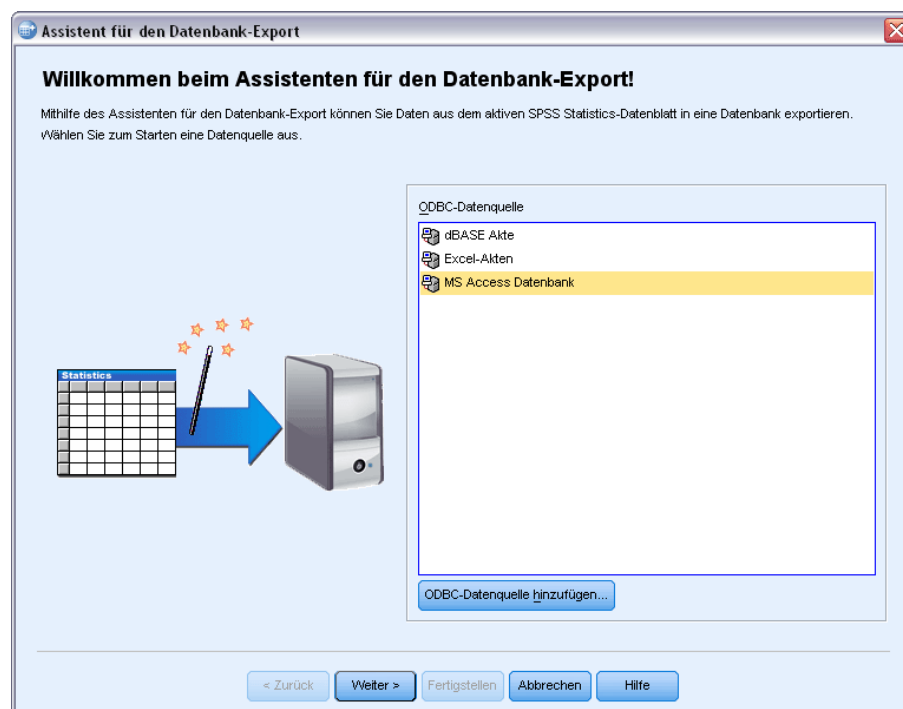 Assistent für den Datenbank-Export
Willkommen beim Assistenten für den Datenbank-Export!
Mithilfe des Assistenten für den Datenbank-Export können Sie Daten aus dem aktiven SPSS Statistics-Datenblatt in eine Datenbank exportieren.
Wählen Sie zum Starten eine Datenquelle aus.
ODBC-Datenquelle
dBASE Akte
Excel-Akten
MS Access Datenbank
Statistics
ODBC-Datenquelle hinzufügen...
< Zurück
Weiter >
Fertigstellen
Abbrechen
Hilfe